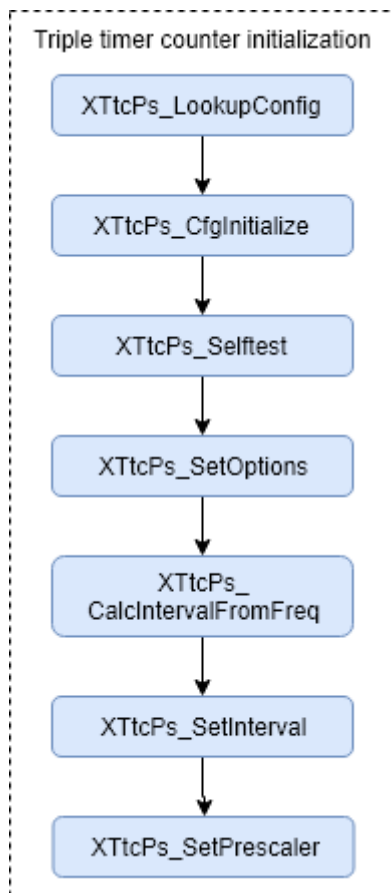 Triple timer counter initialization
XTtcPs_LookupConfig
XTtcPs_CfgInitialize
XTtcPs_Selftest
XTtcPs_SetOptions
XTtcPs_
CalcIntervalFromFreq
XTtcPs_SetInterval
XTtcPs_SetPrescaler